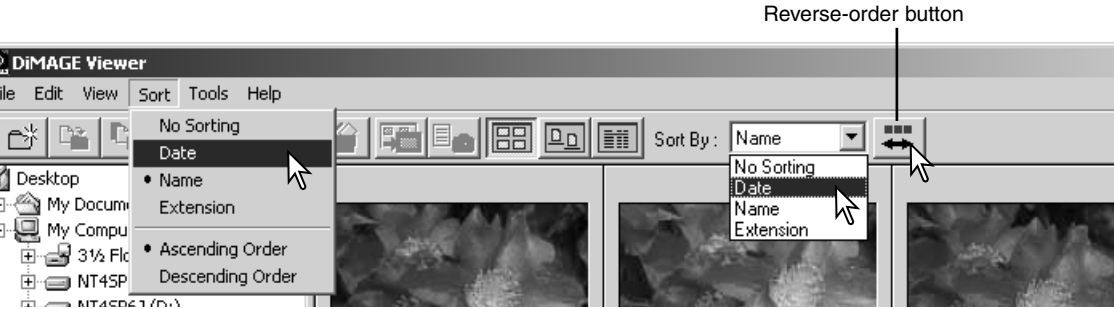 Reverse-order button
DiMAGE Viewer
Edit View Sort Tools Help
No Sorting
Date
Name
Extension
Ascending Order
Descending Order
Sort By : Name
No Sorting
Date
Name
Extension
Desktop
My Docum
My Compu
3½ Flo
NT4SP
NT4SP61 (D:)